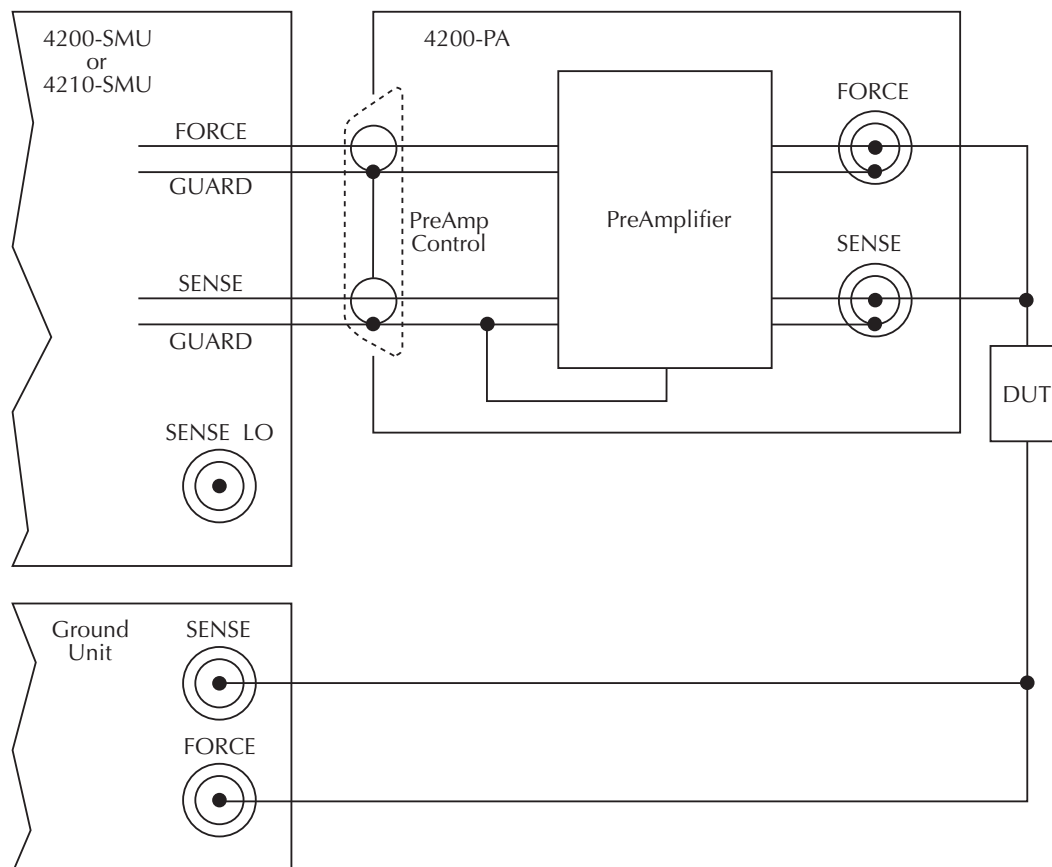 4200-SMU
or
4210-SMU
4200-PA
FORCE
GUARD
SENSE
GUARD
PreAmp
Control
PreAmplifier
FORCE
SENSE
DUT
SENSE LO
Ground
Unit
SENSE
FORCE